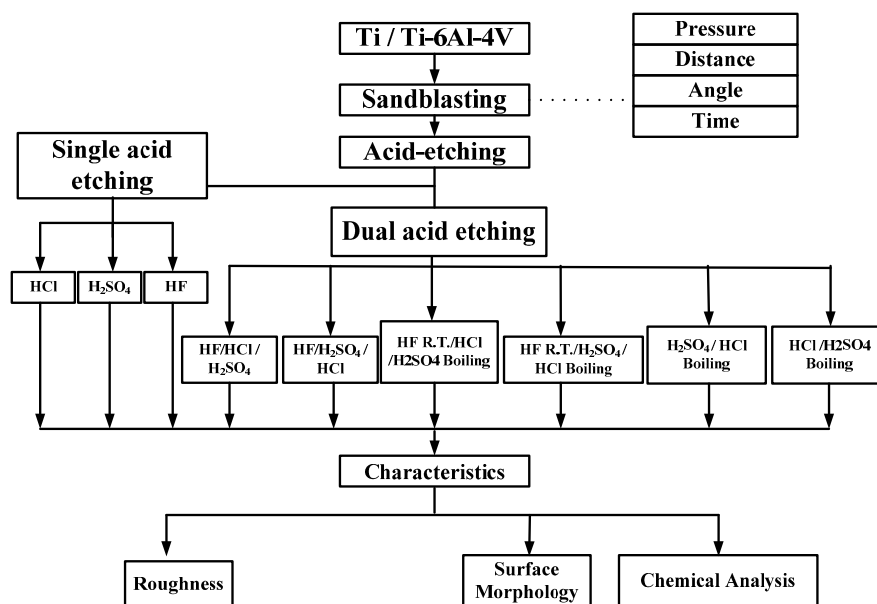 Ti / Ti-6Al-4V
Pressure
Distance
Angle
Time
Sandblasting
Acid-etching
Single acid
etching
Dual acid etching
HCl
H₂SO₄
HF
HF/HCl /
H₂SO₄
HF/H₂SO₄ /
HCl
HF R.T./HCl
/H2SO4 Boiling
HF R.T./H₂SO₄ /
HCl Boiling
H₂SO₄ / HCl
Boiling
HCl /H2SO4
Boiling
Characteristics
Roughness
Surface
Morphology
Chemical Analysis